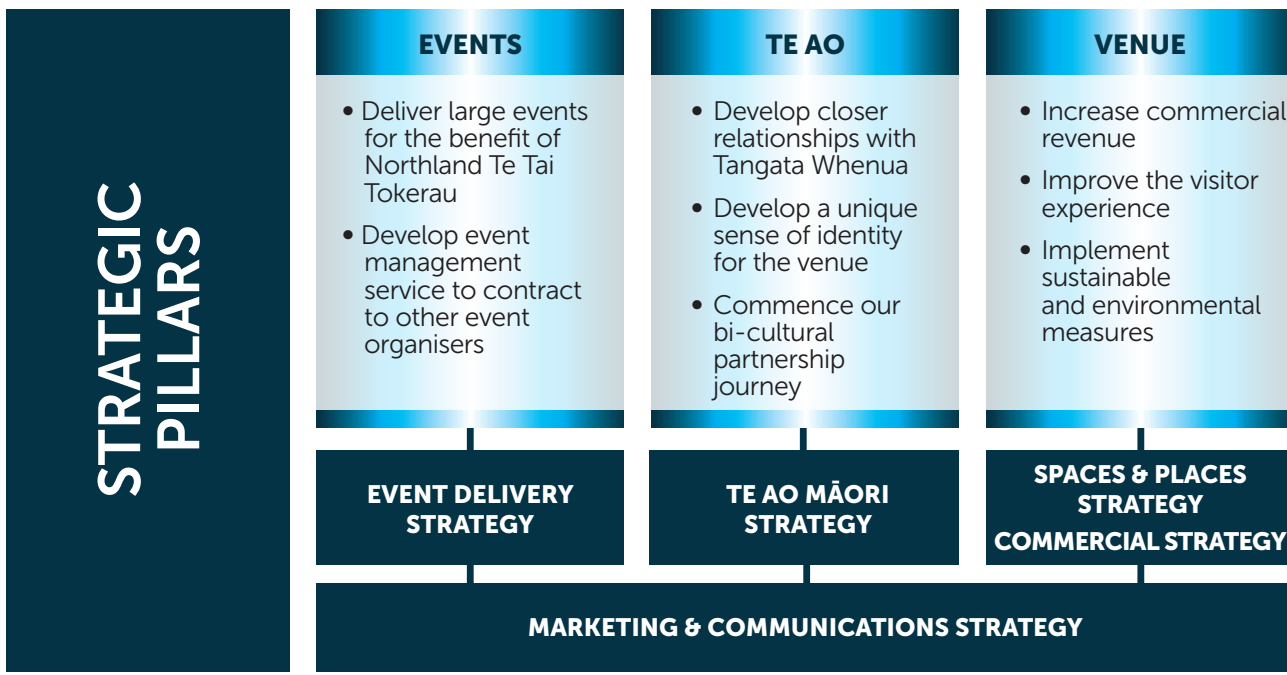 STRATEGIC
PILLARS
EVENTS
• Deliver large events
for the benefit of
Northland Te Tai
Tokerau
• Develop event
management
service to contract
to other event
organisers
EVENT DELIVERY
STRATEGY
TE AO
• Develop closer
relationships with
Tangata Whenua
• Develop a unique
sense of identity
for the venue
• Commence our
bi-cultural
partnership
journey
TE AO MĀORI
STRATEGY
VENUE
• Increase commercial
revenue
• Improve the visitor
experience
• Implement
sustainable
and environmental
measures
SPACES & PLACES
STRATEGY
COMMERCIAL STRATEGY
MARKETING & COMMUNICATIONS STRATEGY